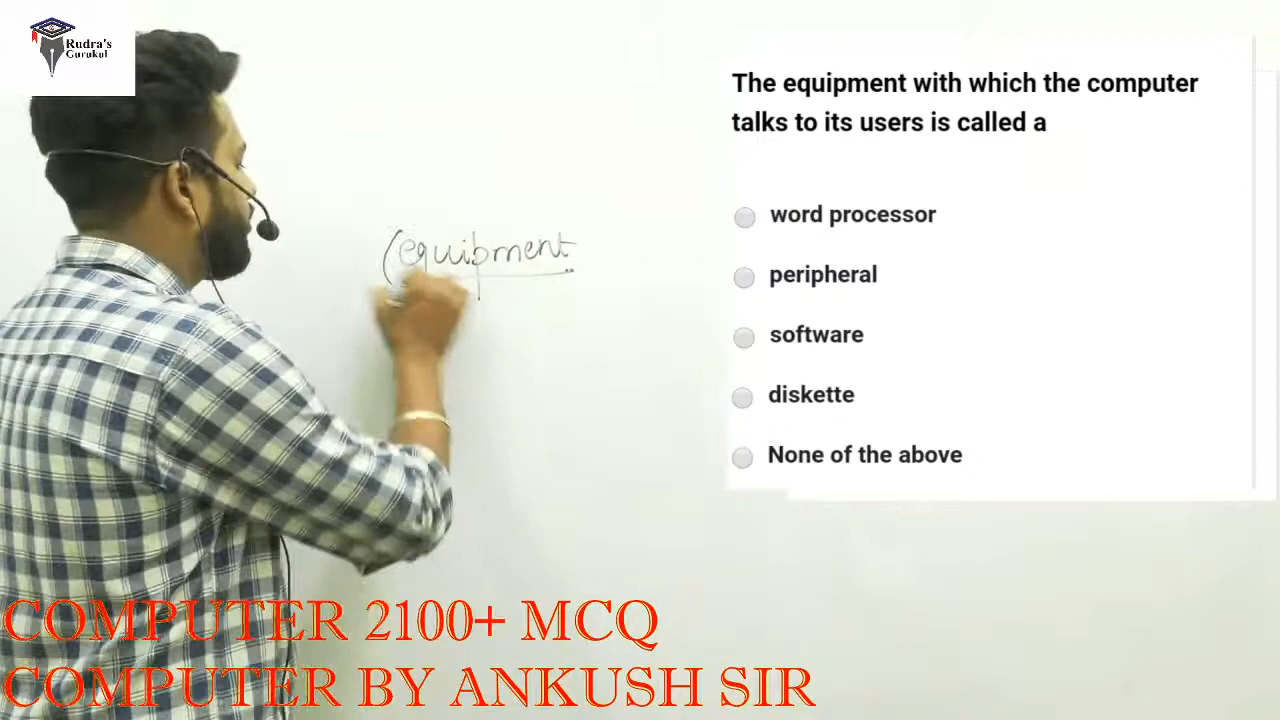 Rudra's
Gurukul
The equipment with which the computer
talks to its users is called a
word processor
peripheral
software
diskette
None of the above
(equipment
COMPUTER 2100+ MCQ
COMPUTER BY ANKUSH SIR